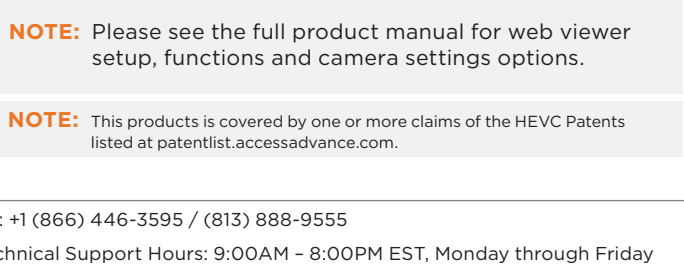 NOTE: Please see the full product manual for web viewer
setup, functions and camera settings options.
NOTE: This products is covered by one or more claims of the HEVC Patents
listed at patentlist.accessadvance.com.
: +1 (866) 446-3595 / (813) 888-9555
chnical Support Hours: 9:00AM – 8:00PM EST, Monday through Friday